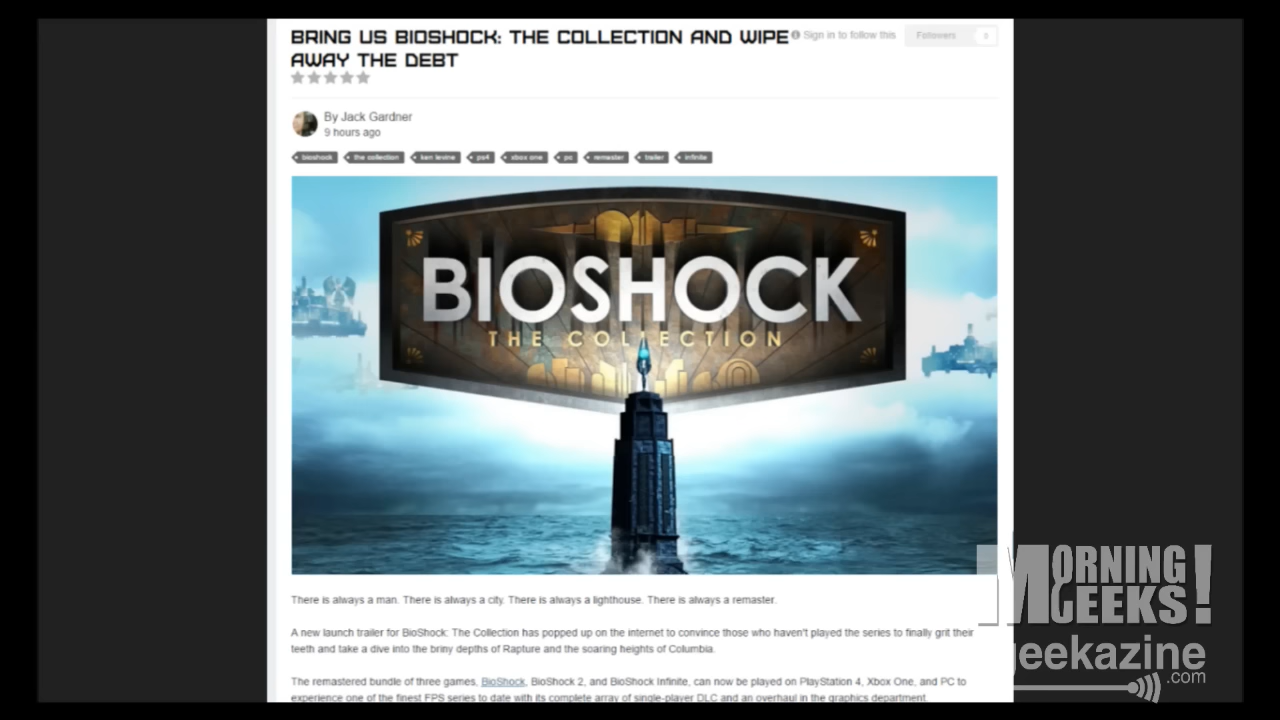 BRING US BIOSHOCK: THE COLLECTION AND WIPE
AWAY THE DEBT
Sign in to follow this
Followers
0
By Jack Gardner
9 hours ago
bioshock
the collection
ken levine
ps4
xbox one
pc
remaster
trailer
infinite
BIOSHOCK
THE COLLECTION
There is always a man. There is always a city. There is always a lighthouse. There is always a remaster.
A new launch trailer for BioShock: The Collection has popped up on the internet to convince those who haven't played the series to finally grit their
teeth and take a dive into the briny depths of Rapture and the soaring heights of Columbia.
The remastered bundle of three games, BioShock, BioShock 2, and BioShock Infinite, can now be played on PlayStation 4, Xbox One, and PC to
experience one of the finest FPS series to date with its complete array of single-player DLC and an overhaul in the graphics department.
MORNING
GEEKS!
geekazine
.com